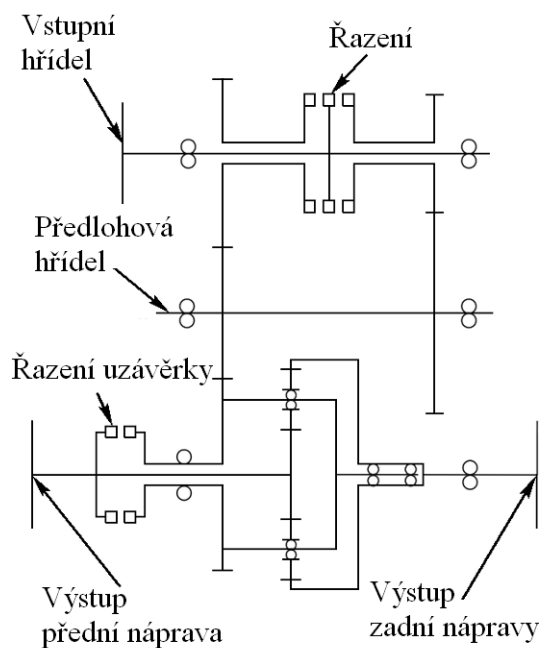 Vstupní
hřídel
Řazení
Předlohová
hřídel
Řazení uzávěrky
Výstup
přední náprava
Výstup
zadní nápravy